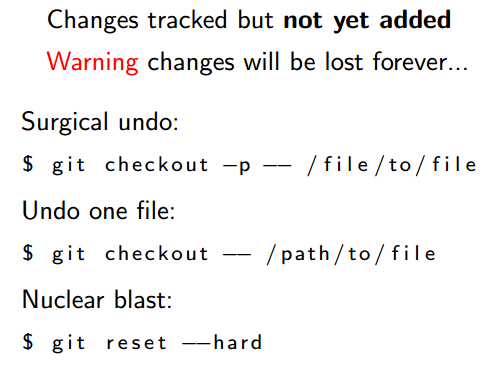 Changes tracked but not yet added
Warning changes will be lost forever...
Surgical undo:
$ git checkout -p -- /file/to/file
Undo one file:
$ git checkout -- /path/to/file
Nuclear blast:
$ git reset --hard